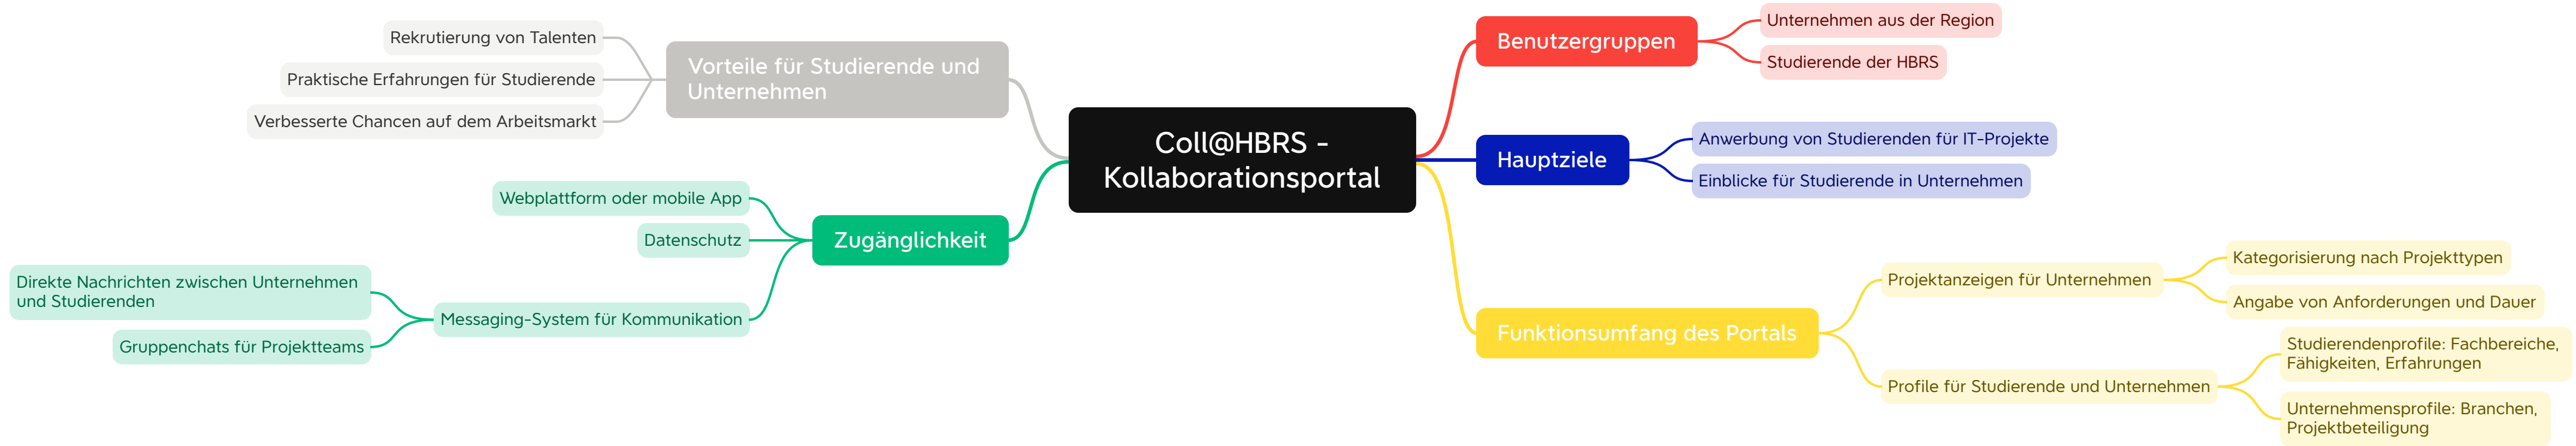 Coll@HBRS -
Kollaborationsportal
Benutzergruppen
Unternehmen aus der Region
Studierende der HBRS
Hauptziele
Anwerbung von Studierenden für IT-Projekte
Einblicke für Studierende in Unternehmen
Funktionsumfang des Portals
Projektanzeigen für Unternehmen
Kategorisierung nach Projekttypen
Angabe von Anforderungen und Dauer
Profile für Studierende und Unternehmen
Studierendenprofile: Fachbereiche,
Fähigkeiten, Erfahrungen
Unternehmensprofile: Branchen,
Projektbeteiligung
Vorteile für Studierende und
Unternehmen
Rekrutierung von Talenten
Praktische Erfahrungen für Studierende
Verbesserte Chancen auf dem Arbeitsmarkt
Zugänglichkeit
Webplattform oder mobile App
Datenschutz
Messaging-System für Kommunikation
Direkte Nachrichten zwischen Unternehmen
und Studierenden
Gruppenchats für Projektteams